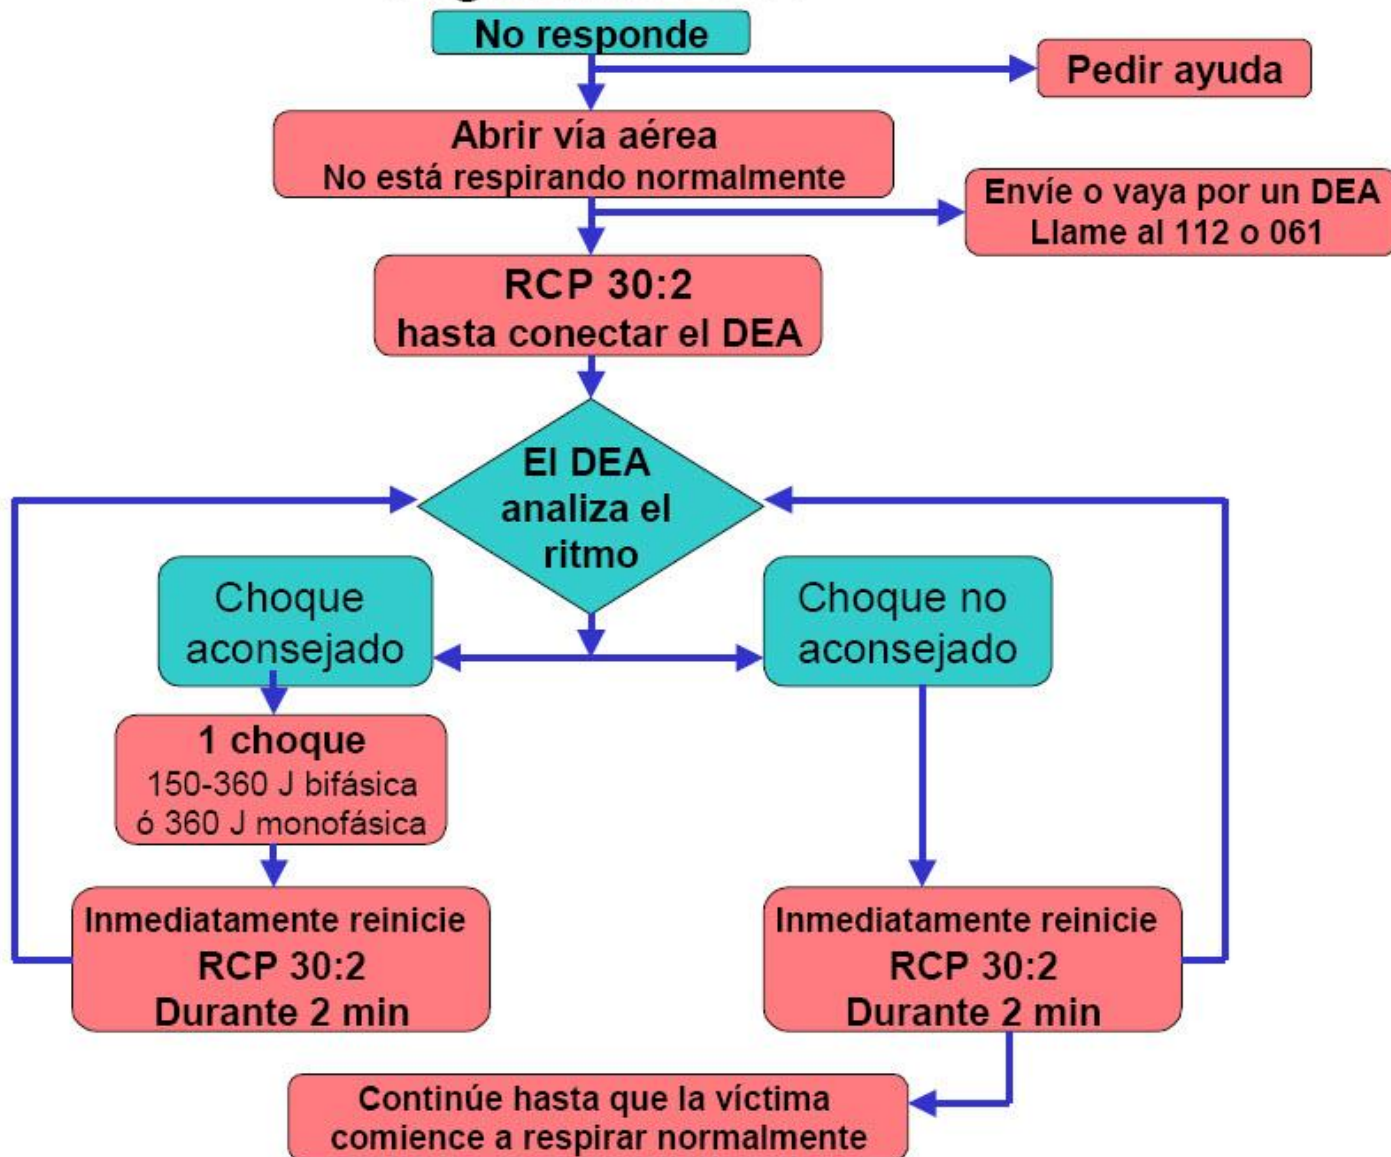 No responde
Pedir ayuda
Abrir vía aérea
No está respirando normalmente
Envíe o vaya por un DEA
Llame al 112 o 061
RCP 30:2
hasta conectar el DEA
El DEA
analiza el
ritmo
Choque
aconsejado
Choque no
aconsejado
1 choque
150-360 J bifásica
ó 360 J monofásica
Inmediatamente reinicie
RCP 30:2
Durante 2 min
Inmediatamente reinicie
RCP 30:2
Durante 2 min
Continúe hasta que la víctima
comience a respirar normalmente